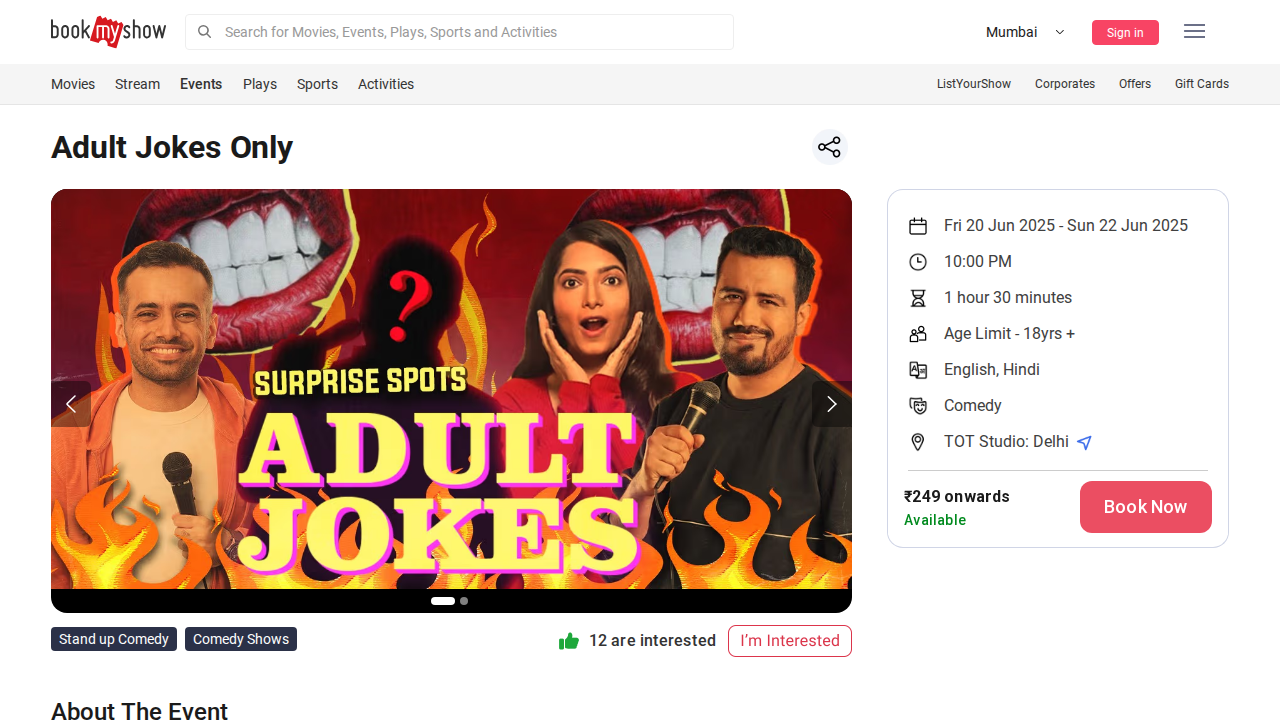 bookmyshow
Search for Movies, Events, Plays, Sports and Activities
Mumbai
Sign in
Movies
Stream
Events
Plays
Sports
Activities
ListYourShow
Corporates
Offers
Gift Cards
Adult Jokes Only
?
SURPRISE SPOTS
ADULT
JOKES
Fri 20 Jun 2025 - Sun 22 Jun 2025
10:00 PM
1 hour 30 minutes
Age Limit - 18yrs +
English, Hindi
Comedy
TOT Studio: Delhi
₹249 onwards
Available
Book Now
Stand up Comedy
Comedy Shows
12 are interested
I'm Interested
About The Event